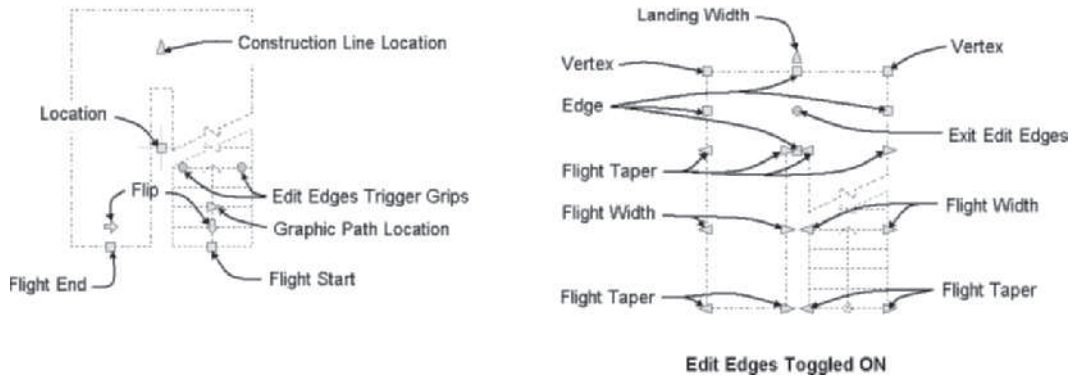 Construction Line Location
Location
Edit Edges Trigger Grips
Flip
Graphic Path Location
Flight End
Flight Start
Landing Width
Vertex
Vertex
Edge
Exit Edit Edges
Flight Taper
Flight Width
Flight Width
Flight Taper
Flight Taper
Edit Edges Toggled ON